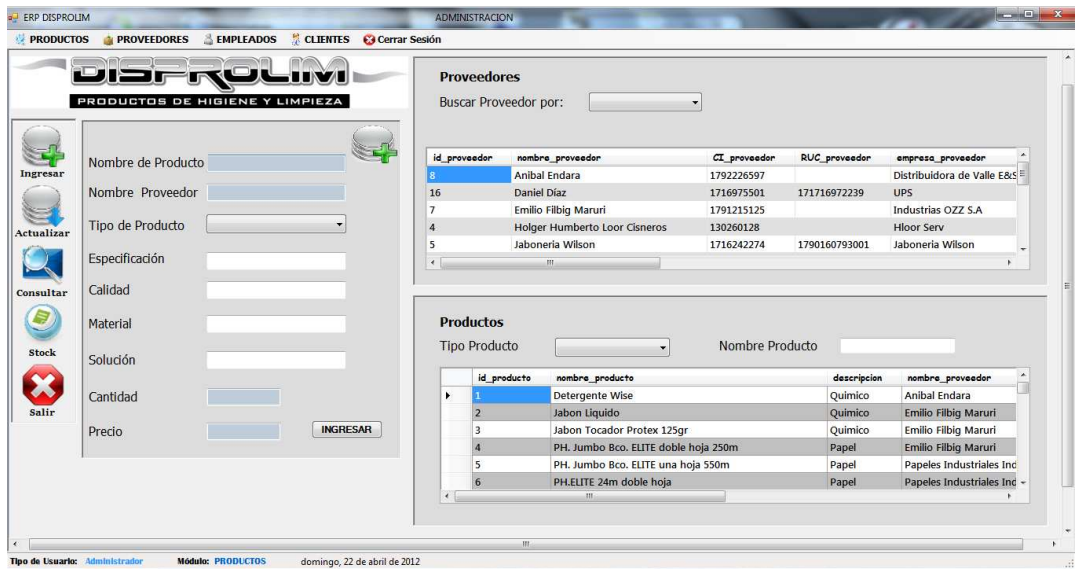 ERP DISPROLIM
ADMINISTRACION
PRODUCTOS PROVEEDORES EMPLEADOS CLIENTES Cerrar Sesión
DISPROLIM
PRODUCTOS DE HIGIENE Y LIMPIEZA
Ingresar
Actualizar
Consultar
Stock
Salir
Nombre de Producto
Nombre Proveedor
Tipo de Producto
Especificación
Calidad
Material
Solución
Cantidad
Precio
INGRESAR
Proveedores
Buscar Proveedor por:
id_proveedor nombre_proveedor CI_proveedor RUC_proveedor empresa_proveedor
8 Anibal Endara 1792226597 Distribuidora de Valle E&S
16 Daniel Díaz 1716975501 171716972239 UPS
7 Emilio Filbig Maruri 1791215125 Industrias OZZ S.A
4 Holger Humberto Loor Cisneros 130260128 Hloor Serv
5 Jaboneria Wilson 1716242274 1790160793001 Jaboneria Wilson
Productos
Tipo Producto
Nombre Producto
id_producto nombre_producto descripcion nombre_proveedor
1 Detergente Wise Quimico Anibal Endara
2 Jabon Liquido Quimico Emilio Filbig Maruri
3 Jabon Tocador Protex 125gr Quimico Emilio Filbig Maruri
4 PH. Jumbo Bco. ELITE doble hoja 250m Papel Emilio Filbig Maruri
5 PH. Jumbo Bco. ELITE una hoja 550m Papel Papeles Industriales Ind
6 PH.ELITE 24m doble hoja Papel Papeles Industriales Ind
Tipo de Usuario: Administrador Módulo: PRODUCTOS domingo, 22 de abril de 2012